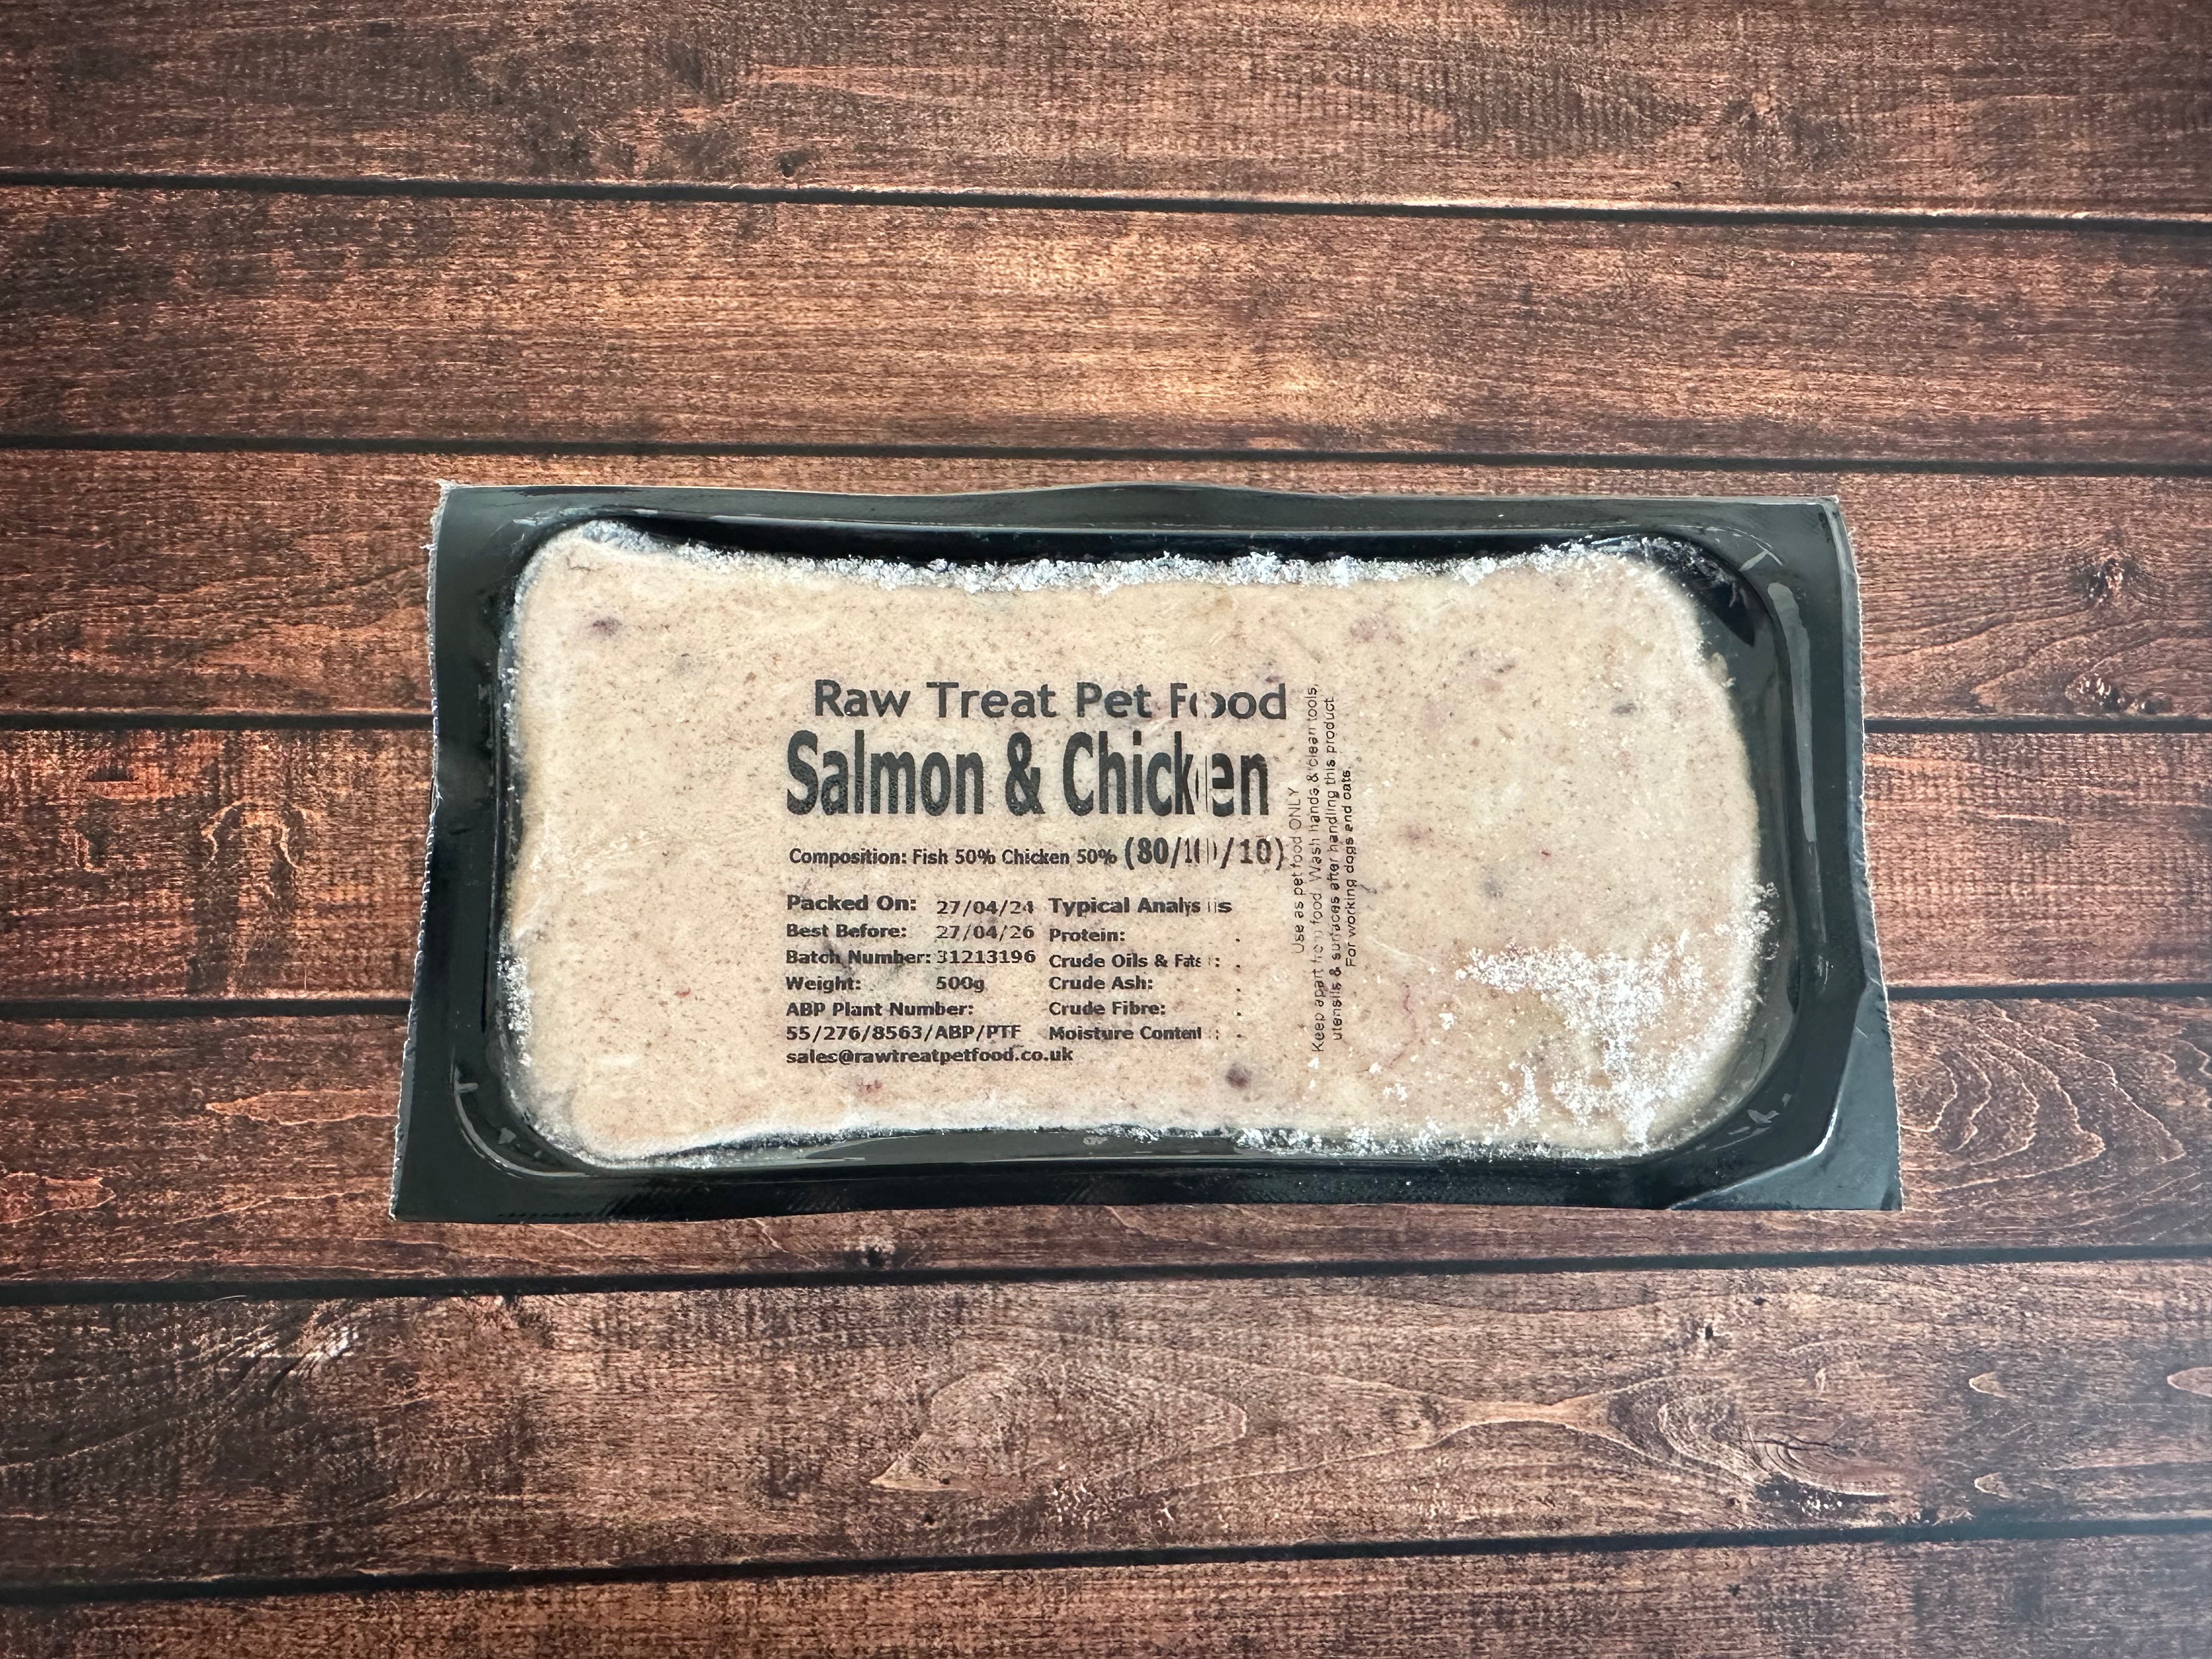 Raw Treat Pet Food
Salmon & Chicken
Composition: Fish 50% Chicken 50% (80/10/10)
Packed On: 27/04/24
Best Before: 27/04/26
Batch Number: 31213196
Weight: 500g
ABP Plant Number:
55/276/8563/ABP/PTF
sales@rawtreatpetfood.co.uk
Typical Analysis
Protein: .
Crude Oils & Fats: .
Crude Ash: .
Crude Fibre: .
Moisture Content: .
Use as pet food ONLY
Keep apart from food. Wash hands, & clean tools,
utensils & surfaces after handling this product
For working dogs and cats.